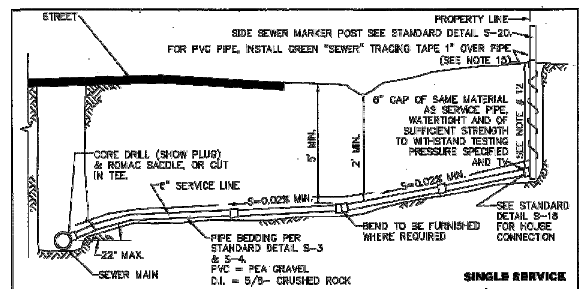 STREET
PROPERTY LINE
SIDE SEWER MARKER POST SEE STANDARD DETAIL S-20.
FOR PVC PIPE, INSTALL GREEN "SEWER" TRACING TAPE 1" OVER PIPE
(SEE NOTE 15)
6" CAP OF SAME MATERIAL
AS SERVICE PIPE,
WATERTIGHT AND OF
SUFFICIENT STRENGTH
TO WITHSTAND TESTING
PRESSURE SPECIFIED
AND TV.
SEE NOTE # 12
5' MIN.
2' MIN.
CORE DRILL (SHOW PLUG)
& ROMAC SADDLE, OR CUT
IN TEE.
6" SERVICE LINE
S=0.02% MIN.
S=0.02% MIN.
22° MAX.
SEWER MAIN
PIPE BEDDING PER
STANDARD DETAIL S-3
& S-4.
PVC = PEA GRAVEL
D.I. = 5/8- CRUSHED ROCK
BEND TO BE FURNISHED
WHERE REQUIRED
SEE STANDARD
DETAIL S-18
FOR HOUSE
CONNECTION
SINGLE SERVICE